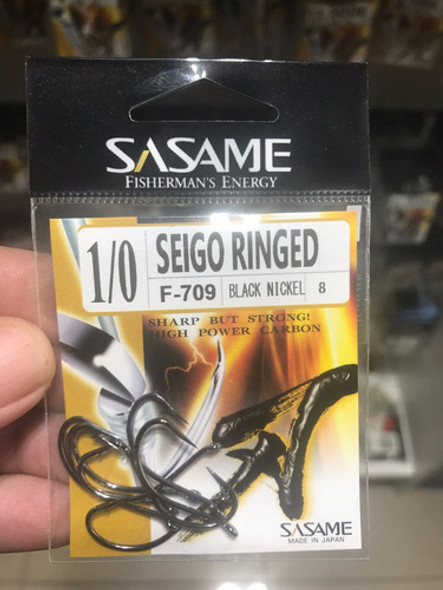 SASAME
FISHERMAN'S ENERGY
1/0 SEIGO RINGED
F-709 BLACK NICKEL 8
SHARP BUT STRONG!
HIGH POWER CARBON
SASAME
MADE IN JAPAN